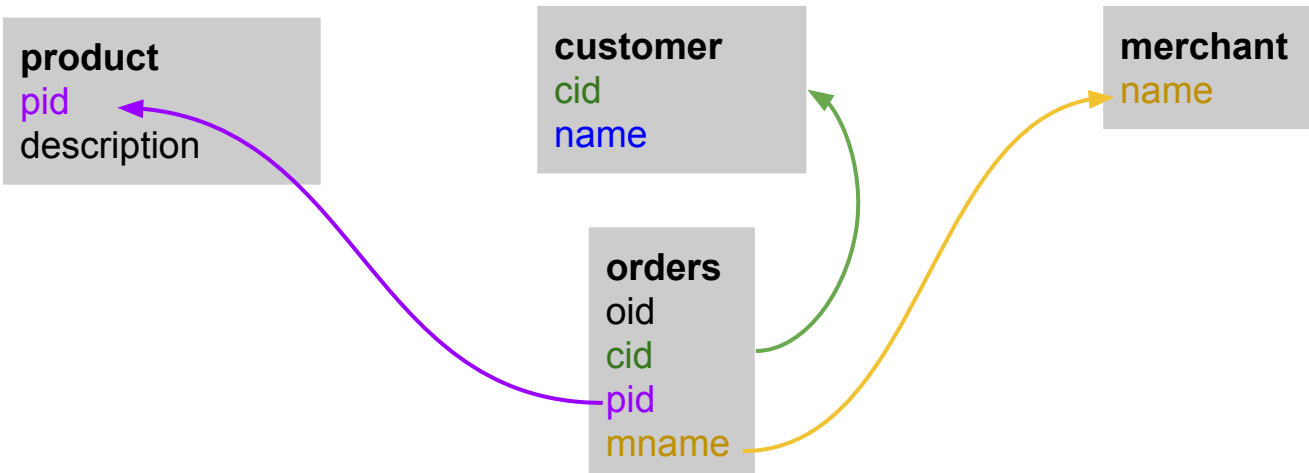 product
pid
description
customer
cid
name
merchant
name
orders
oid
cid
pid
mname